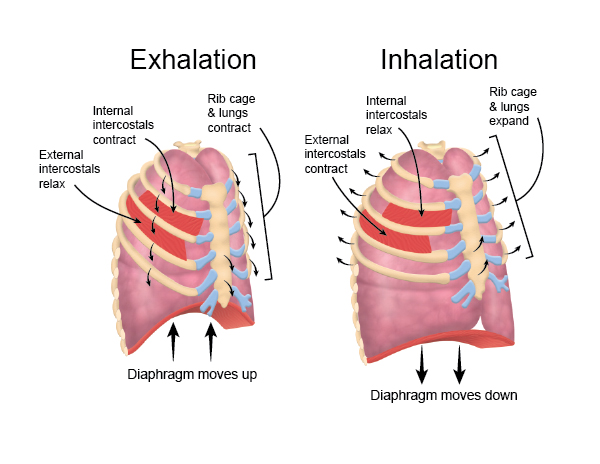 Exhalation
Internal
intercostals
contract
Rib cage
& lungs
contract
External
intercostals
relax
Diaphragm moves up
Inhalation
Internal
intercostals
relax
Rib cage
& lungs
expand
External
intercostals
contract
Diaphragm moves down